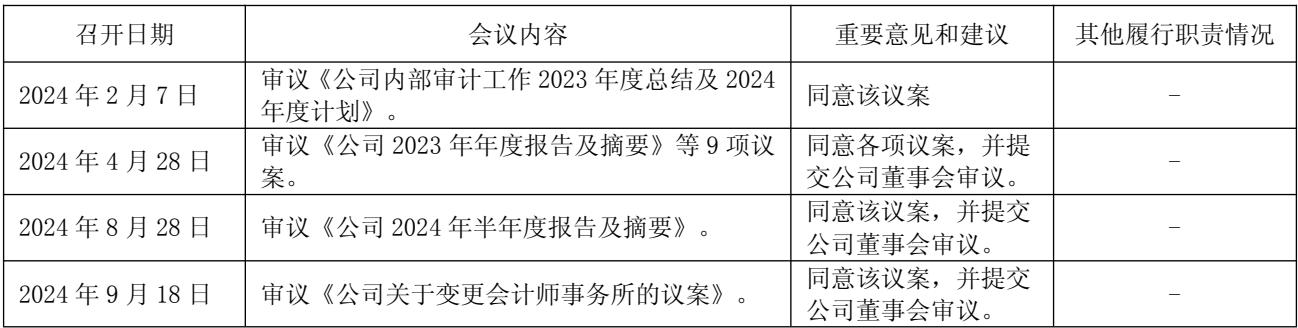 召开日期 会议内容 重要意见和建议 其他履行职责情况
2024 年 2 月 7 日 审议《公司内部审计工作 2023 年度总结及 2024
年度计划》。 同意该议案 –
2024 年 4 月 28 日 审议《公司 2023 年年度报告及摘要》等 9 项议
案。 同意各项议案，并提
交公司董事会审议。 –
2024 年 8 月 28 日 审议《公司 2024 年半年度报告及摘要》。 同意该议案，并提交
公司董事会审议。 –
2024 年 9 月 18 日 审议《公司关于变更会计师事务所的议案》。 同意该议案，并提交
公司董事会审议。 –